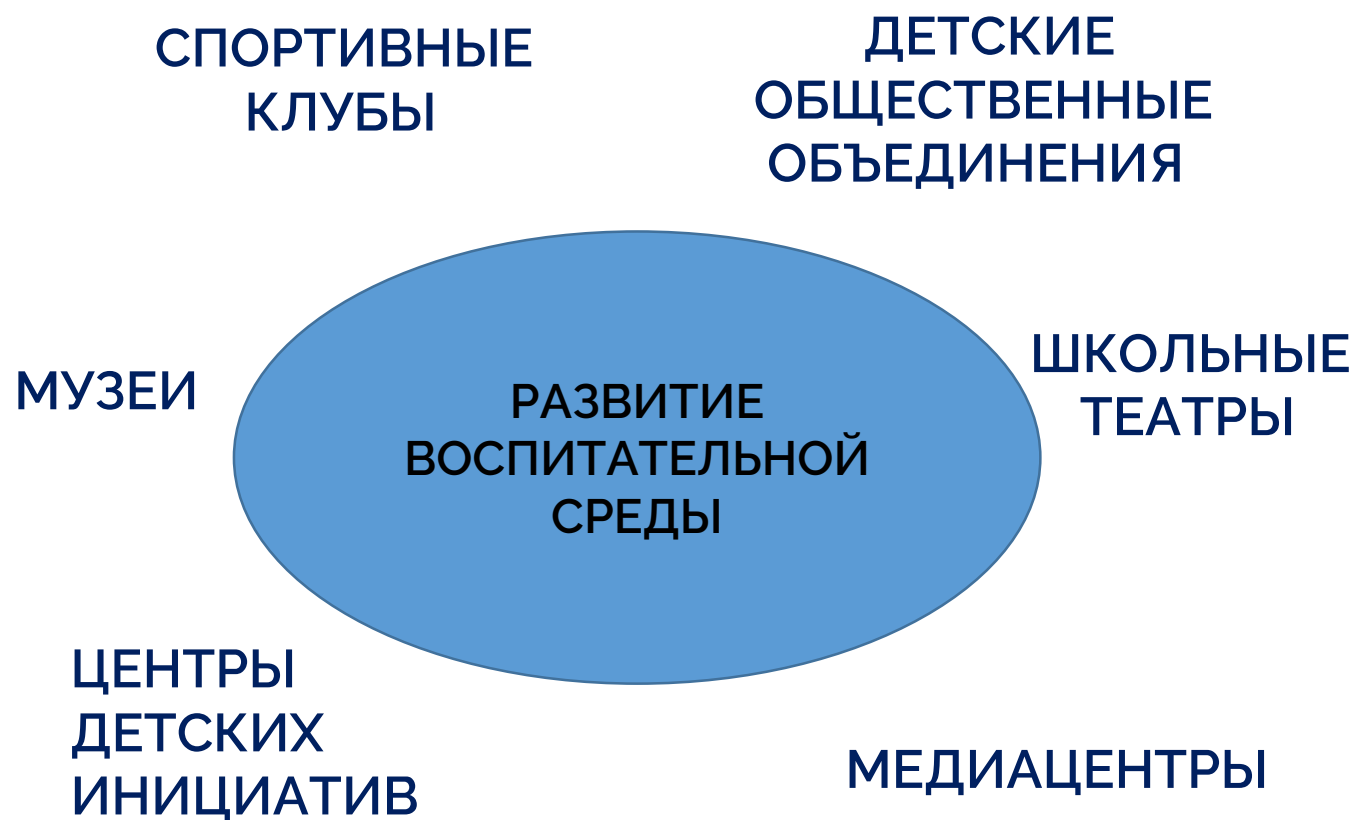 СПОРТИВНЫЕ
КЛУБЫ
ДЕТСКИЕ
ОБЩЕСТВЕННЫЕ
ОБЪЕДИНЕНИЯ
МУЗЕИ
РАЗВИТИЕ
ВОСПИТАТЕЛЬНОЙ
СРЕДЫ
ШКОЛЬНЫЕ
ТЕАТРЫ
ЦЕНТРЫ
ДЕТСКИХ
ИНИЦИАТИВ
МЕДИАЦЕНТРЫ